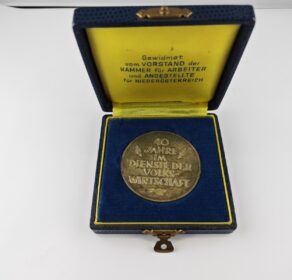 Gewidmet
vom VORSTAND der
KAMMER für ARBEITER
und ANGESTELLTE
für NIEDERÖSTERREICH
40
JAHRE
IM
DIENSTE DER
VOLKS-
WIRTSCHAFT